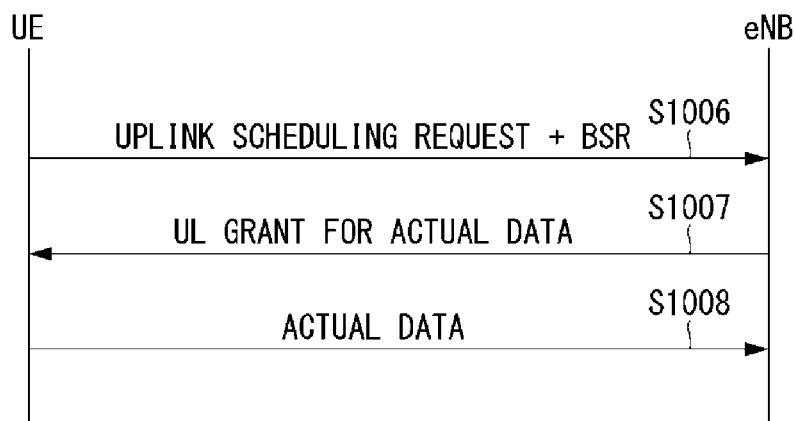 UE eNB
S1006
UPLINK SCHEDULING REQUEST + BSR
S1007
UL GRANT FOR ACTUAL DATA
S1008
ACTUAL DATA